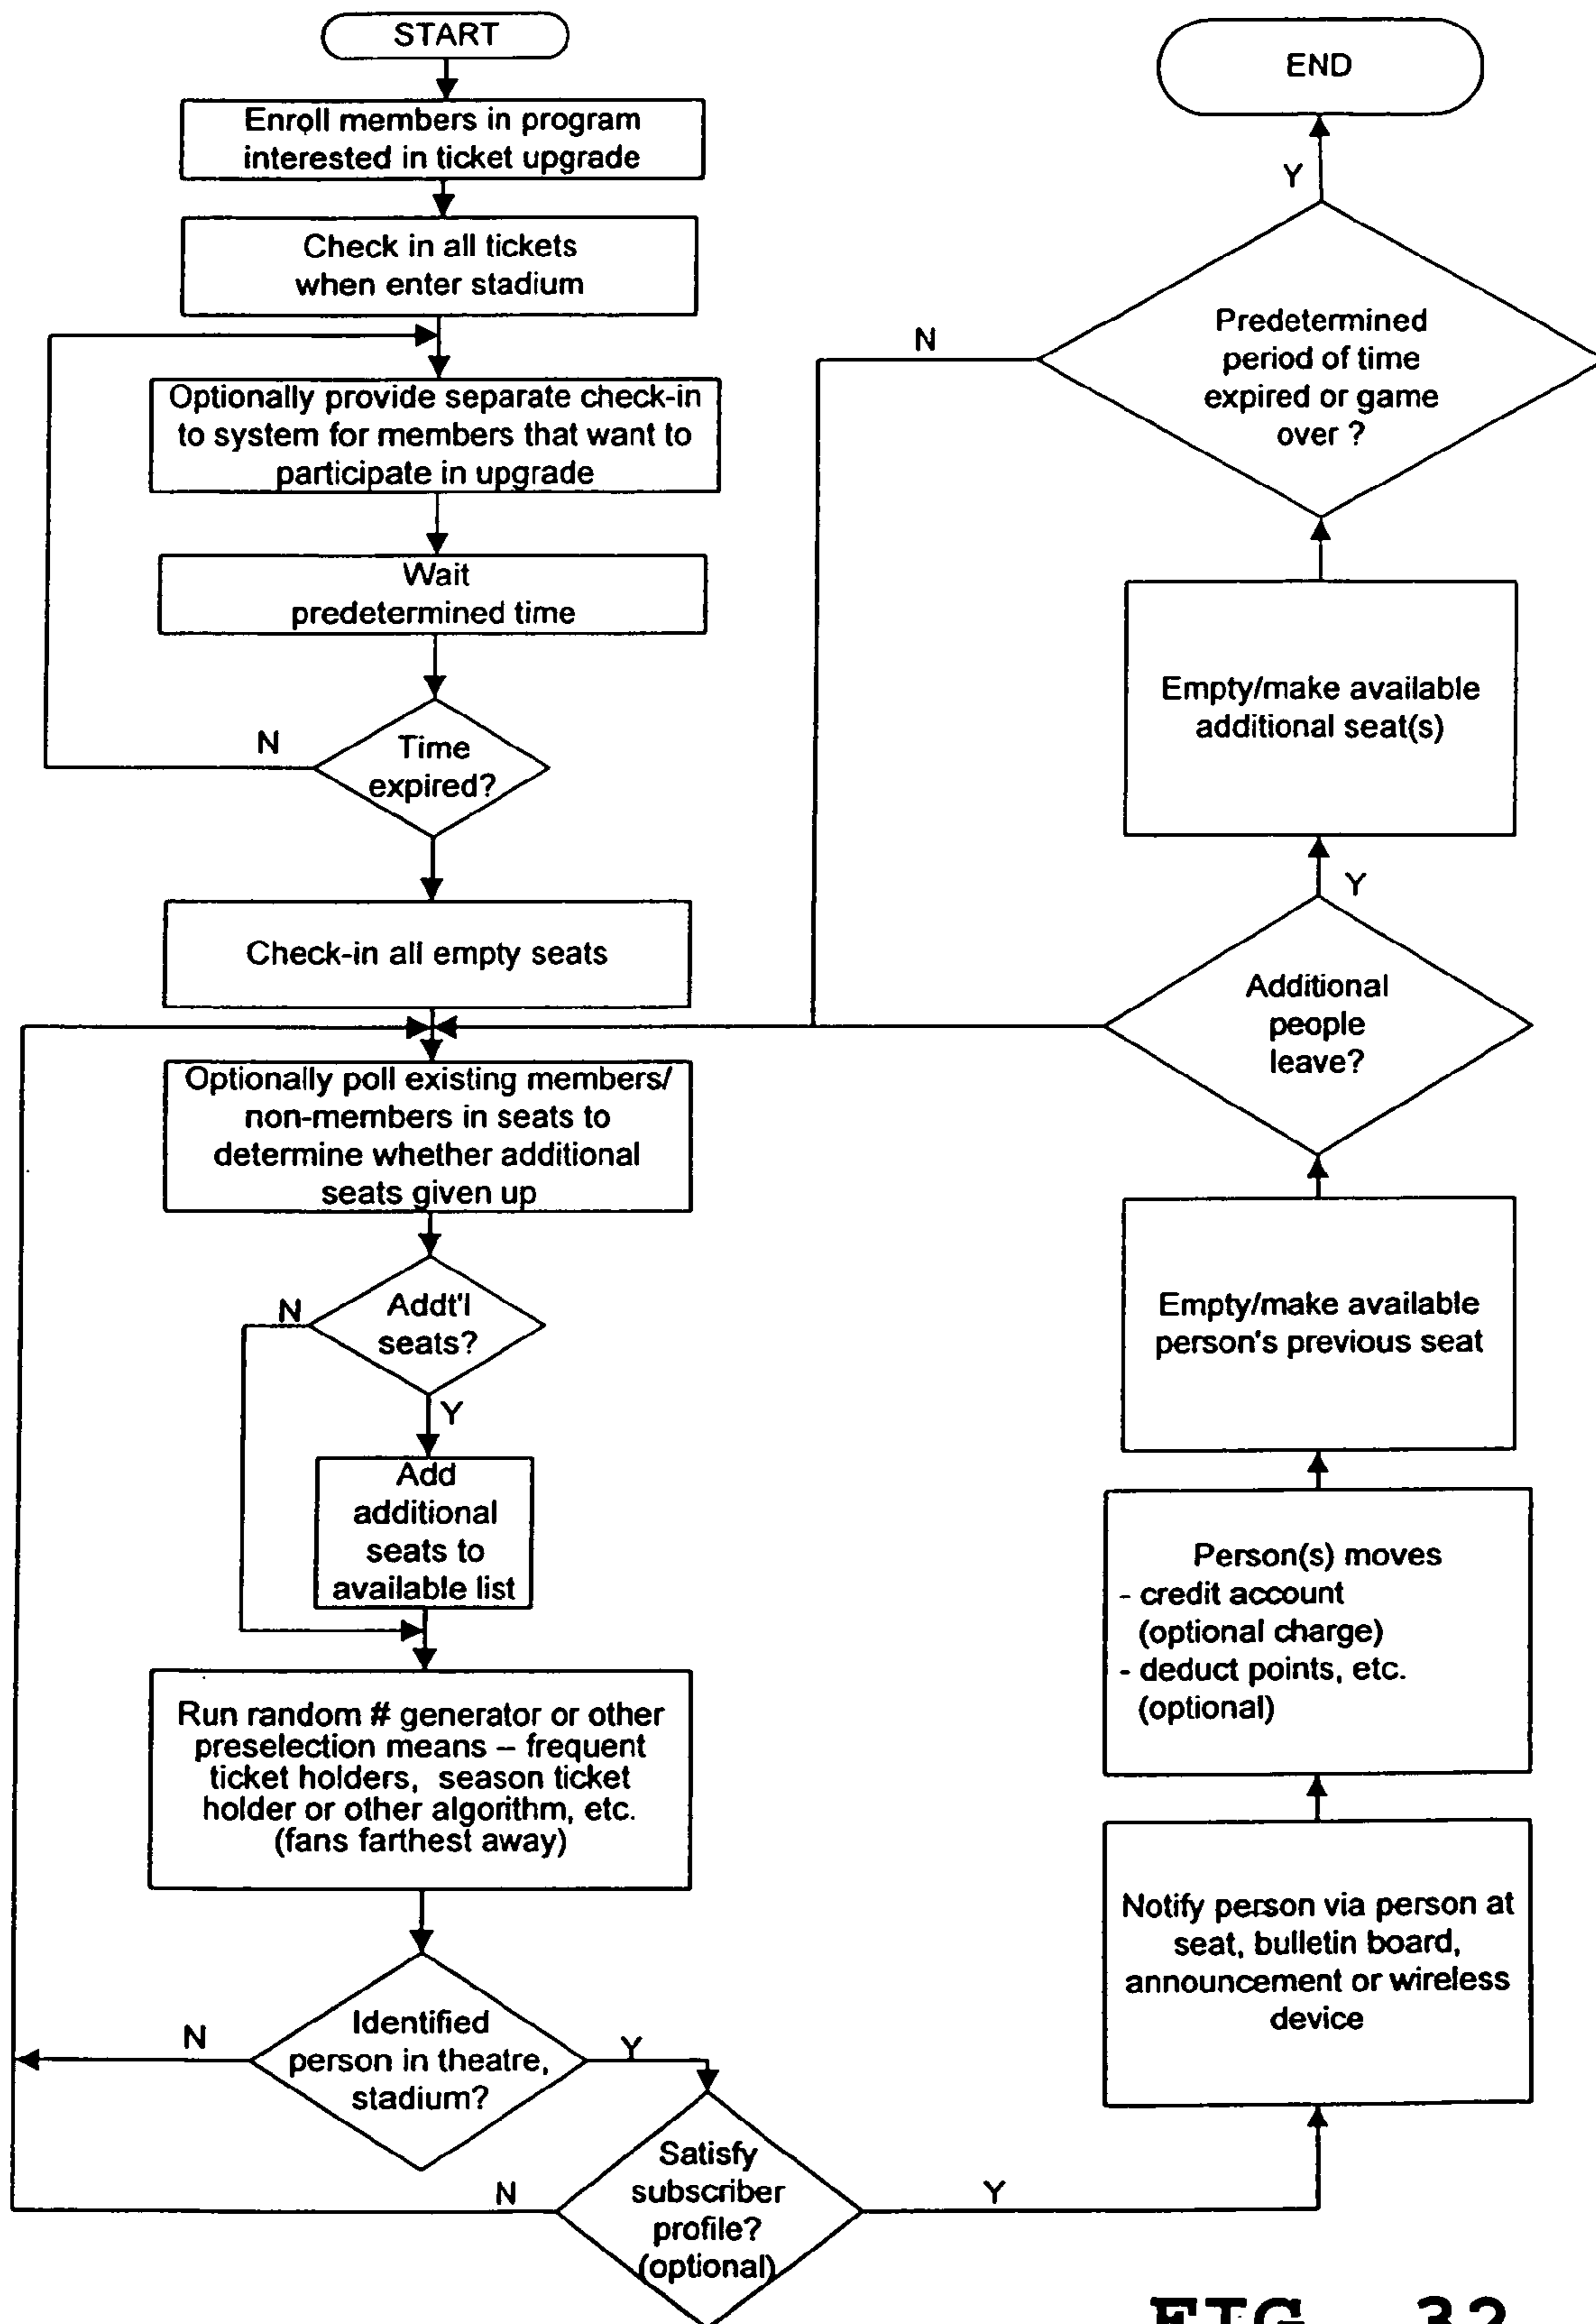 START
Enroll members in program
interested in ticket upgrade
Check in all tickets
when enter stadium
Optionally provide separate check-in
to system for members that want to
participate in upgrade
Wait
predetermined time
N
Time
expired?
Check-in all empty seats
Optionally poll existing members/
non-members in seats to
determine whether additional
seats given up
N
Addt'l
seats?
Y
Add
additional
seats to
available list
Run random # generator or other
preselection means – frequent
ticket holders, season ticket
holder or other algorithm, etc.
(fans farthest away)
N
Identified
person in theatre,
stadium?
Y
N
Satisfy
subscriber
profile?
(optional)
Y
Notify person via person at
seat, bulletin board,
announcement or wireless
device
Person(s) moves
- credit account
(optional charge)
- deduct points, etc.
(optional)
Empty/make available
person's previous seat
Additional
people
leave?
Y
Empty/make available
additional seat(s)
Predetermined
period of time
expired or game
over ?
N
Y
END
FIG. 32